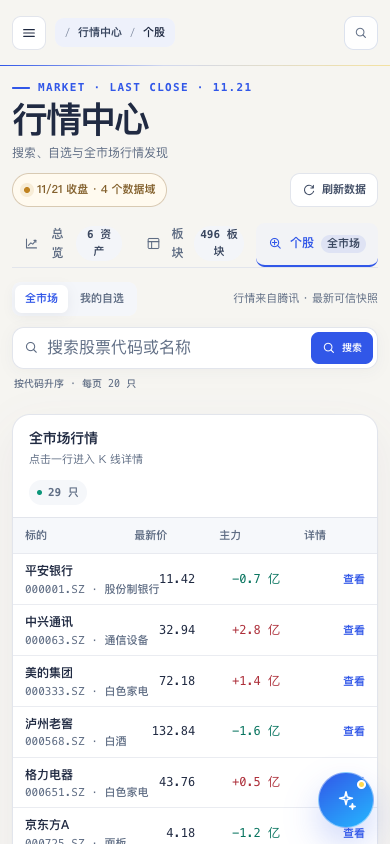 / 行情中心 / 个股
MARKET · LAST CLOSE · 11.21
行情中心
搜索、自选与全市场行情发现
11/21 收盘 · 4 个数据域
刷新数据
总览 6 资产 板块 496 板块 个股 全市场
全市场 我的自选 行情来自腾讯 · 最新可信快照
搜索股票代码或名称 搜索
按代码升序 · 每页 20 只
全市场行情
点击一行进入 K 线详情
29 只
标的 最新价 主力 详情
平安银行
000001.SZ · 股份制银行 11.42 −0.7 亿 查看
中兴通讯
000063.SZ · 通信设备 32.94 +2.8 亿 查看
美的集团
000333.SZ · 白色家电 72.18 +1.4 亿 查看
泸州老窖
000568.SZ · 白酒 132.84 −1.6 亿 查看
格力电器
000651.SZ · 白色家电 43.76 +0.5 亿 查看
京东方A
000725.SZ · 面板 4.18 −1.2 亿 查看